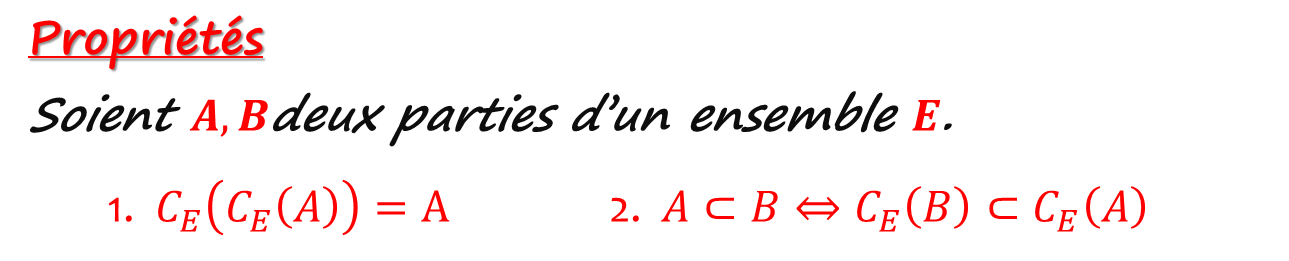 Propriétés
Soient A, B deux parties d’un ensemble E.
1. C_E(C_E(A)) = A 2. A ⊂ B ⇔ C_E(B) ⊂ C_E(A)